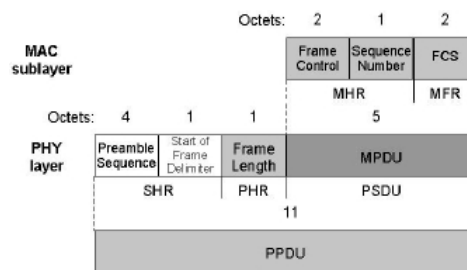 Octets: 2 1 2
MAC sublayer
Frame Control
Sequence Number
FCS
MHR MFR
Octets: 4 1 1 5
PHY layer
Preamble Sequence
Start of Frame Delimiter
Frame Length
MPDU
SHR PHR PSDU
11
PPDU